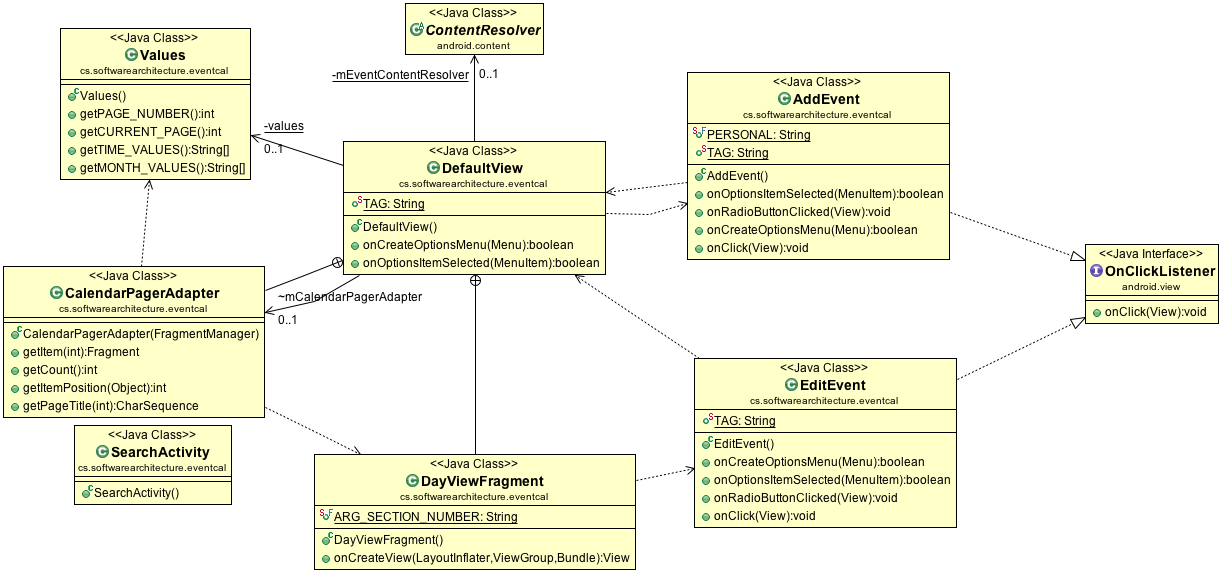 <<Java Class>>
Values
cs.softwarearchitecture.eventcal
Values()
getPAGE_NUMBER():int
getCURRENT_PAGE():int
getTIME_VALUES():String[]
getMONTH_VALUES():String[]
<<Java Class>>
ContentResolver
android.content
-mEventContentResolver
0..1
-values
0..1
<<Java Class>>
DefaultView
cs.softwarearchitecture.eventcal
TAG: String
DefaultView()
onCreateOptionsMenu(Menu):boolean
onOptionsItemSelected(MenuItem):boolean
<<Java Class>>
AddEvent
cs.softwarearchitecture.eventcal
PERSONAL: String
TAG: String
AddEvent()
onOptionsItemSelected(MenuItem):boolean
onRadioButtonClicked(View):void
onCreateOptionsMenu(Menu):boolean
onClick(View):void
<<Java Interface>>
OnClickListener
android.view
onClick(View):void
<<Java Class>>
CalendarPagerAdapter
cs.softwarearchitecture.eventcal
CalendarPagerAdapter(FragmentManager)
getItem(int):Fragment
getCount():int
getItemPosition(Object):int
getPageTitle(int):CharSequence
~mCalendarPagerAdapter
0..1
<<Java Class>>
EditEvent
cs.softwarearchitecture.eventcal
TAG: String
EditEvent()
onCreateOptionsMenu(Menu):boolean
onOptionsItemSelected(MenuItem):boolean
onRadioButtonClicked(View):void
onClick(View):void
<<Java Class>>
SearchActivity
cs.softwarearchitecture.eventcal
SearchActivity()
<<Java Class>>
DayViewFragment
cs.softwarearchitecture.eventcal
ARG_SECTION_NUMBER: String
DayViewFragment()
onCreateView(LayoutInflater,ViewGroup,Bundle):View